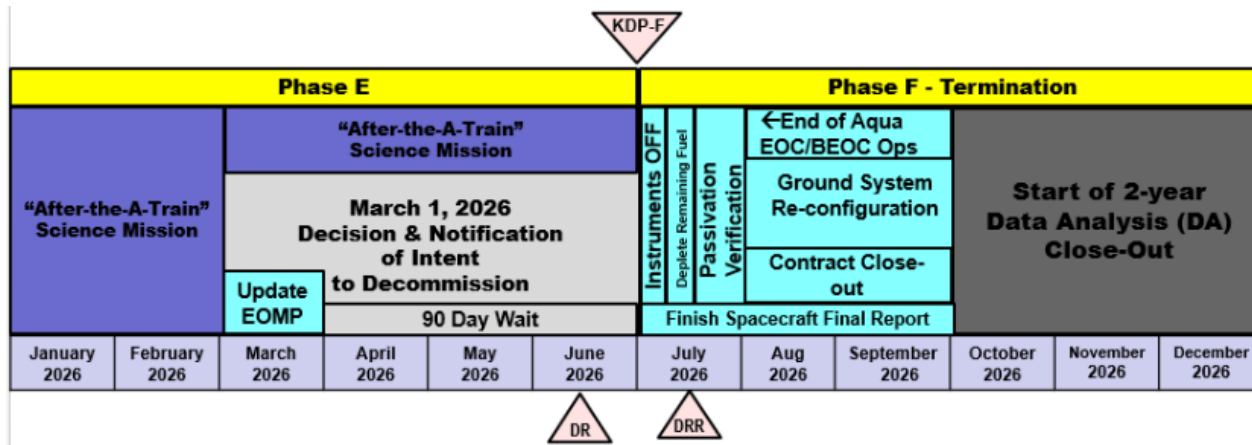 KDP-F
Phase E
Phase F - Termination
“After-the-A-Train”
Science Mission
“After-the-A-Train”
Science Mission
March 1, 2026
Decision & Notification
of Intent
to Decommission
Update
EOMP
90 Day Wait
Instruments OFF
Deplete Remaining Fuel
Passivation
Verification
←End of Aqua
EOC/BEOC Ops
Ground System
Re-configuration
Contract Close-
out
Finish Spacecraft Final Report
Start of 2-year
Data Analysis (DA)
Close-Out
January
2026
February
2026
March
2026
April
2026
May
2026
June
2026
July
2026
Aug
2026
September
2026
October
2026
November
2026
December
2026
DR
DRR